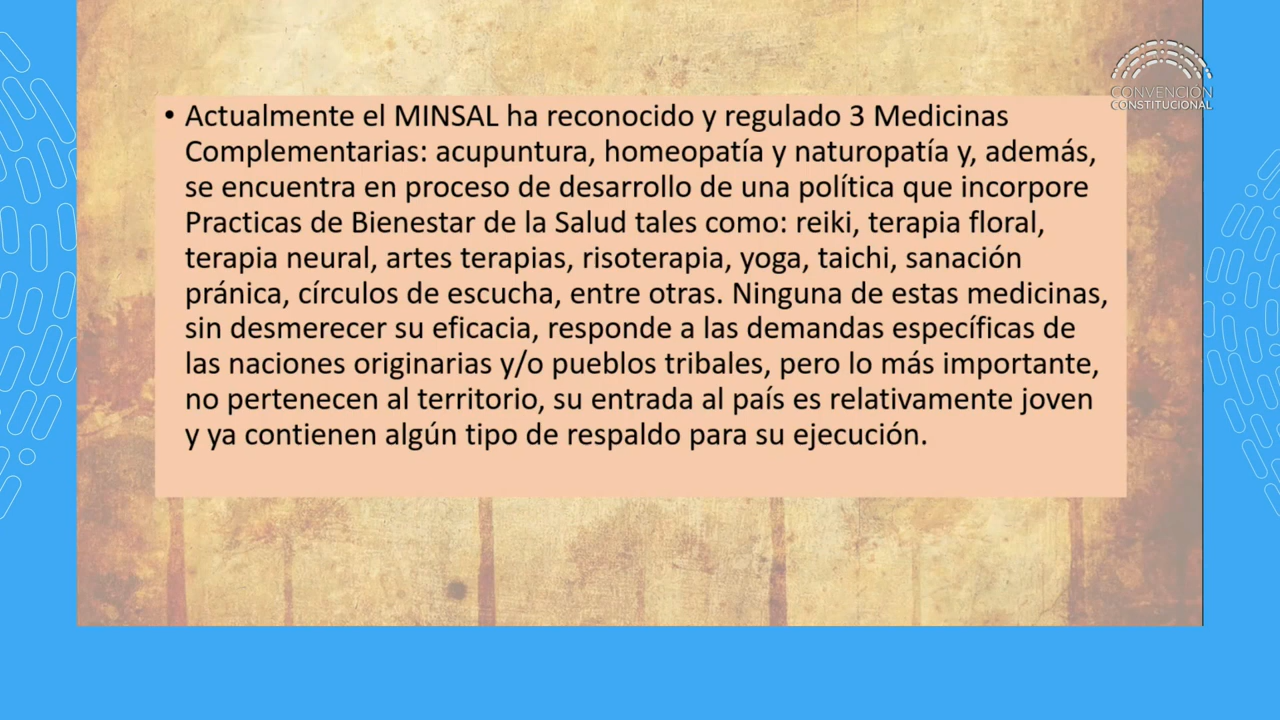 CONVENCIÓN
CONSTITUCIONAL
• Actualmente el MINSAL ha reconocido y regulado 3 Medicinas
Complementarias: acupuntura, homeopatía y naturopatía y, además,
se encuentra en proceso de desarrollo de una política que incorpore
Practicas de Bienestar de la Salud tales como: reiki, terapia floral,
terapia neural, artes terapias, risoterapia, yoga, taichi, sanación
pránica, círculos de escucha, entre otras. Ninguna de estas medicinas,
sin desmerecer su eficacia, responde a las demandas específicas de
las naciones originarias y/o pueblos tribales, pero lo más importante,
no pertenecen al territorio, su entrada al país es relativamente joven
y ya contienen algún tipo de respaldo para su ejecución.